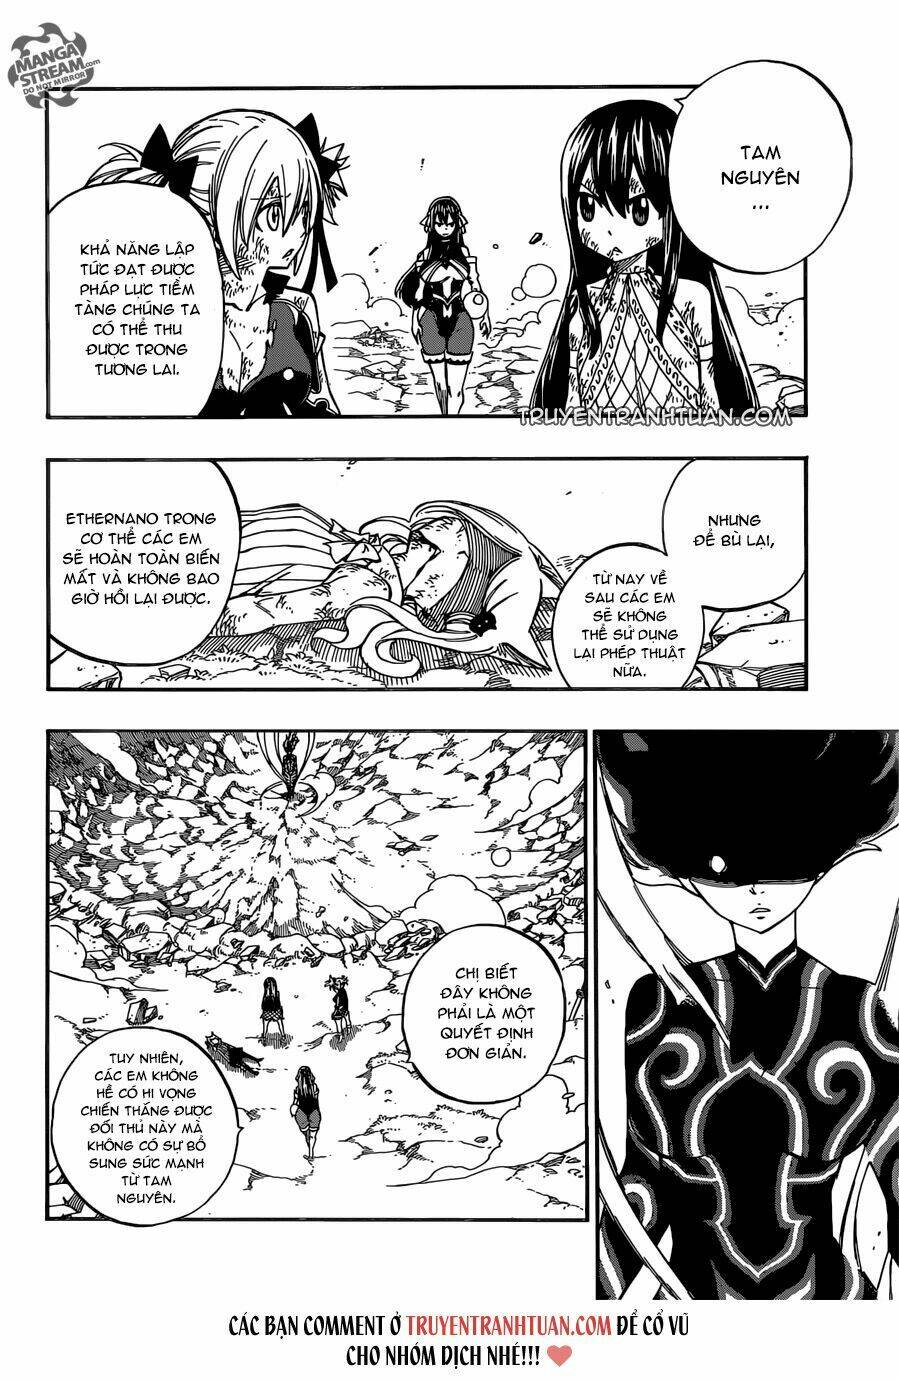 MANGA
STREAM.com
DO NOT MIRROR
TAM
NGUYÊN
...
KHẢ NĂNG LẬP
TỨC ĐẠT ĐƯỢC
PHÁP LỰC TIỀM
TÀNG CHÚNG TA
CÓ THỂ THU
ĐƯỢC TRONG
TƯƠNG LAI.
!
TRUYENTRANHTUAN.COM
NHƯNG
ĐỂ BÙ LẠI,
TỪ NAY VỀ
SAU CÁC EM
SẼ KHÔNG
THỂ SỬ DỤNG
LẠI PHÉP THUẬT
NỮA.
ETHERNANO TRONG
CƠ THỂ CÁC EM
SẼ HOÀN TOÀN BIẾN
MẤT VÀ KHÔNG BAO
GIỜ HỒI LẠI ĐƯỢC.
CHỊ BIẾT
ĐÂY KHÔNG
PHẢI LÀ MỘT
QUYẾT ĐỊNH
ĐƠN GIẢN.
TUY NHIÊN,
CÁC EM KHÔNG
HỀ CÓ HI VỌNG
CHIẾN THẮNG ĐƯỢC
ĐỐI THỦ NÀY MÀ
KHÔNG CÓ SỰ BỔ
SUNG SỨC MẠNH
TỪ TAM
NGUYÊN.
CÁC BẠN COMMENT Ở TRUYENTRANHTUAN.COM ĐỂ CỔ VŨ
CHO NHÓM DỊCH NHÉ!!! ❤